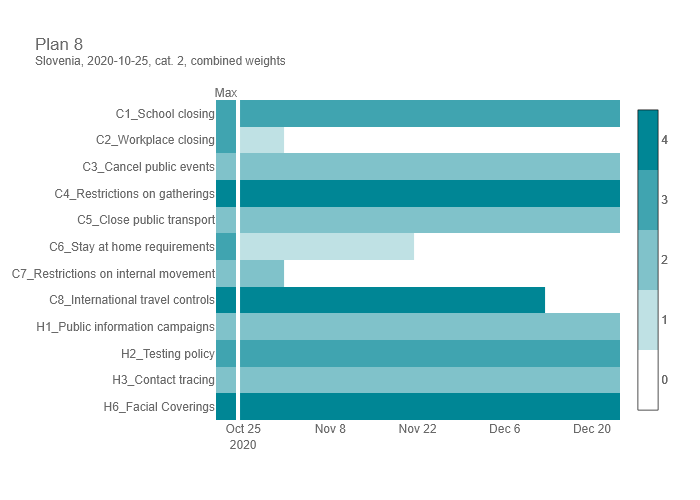 Plan 8
Slovenia, 2020-10-25, cat. 2, combined weights
Max
C1_School closing
C2_Workplace closing
C3_Cancel public events
C4_Restrictions on gatherings
C5_Close public transport
C6_Stay at home requirements
C7_Restrictions on internal movement
C8_International travel controls
H1_Public information campaigns
H2_Testing policy
H3_Contact tracing
H6_Facial Coverings
4
3
2
1
0
Oct 25 Nov 8 Nov 22 Dec 6 Dec 20
2020